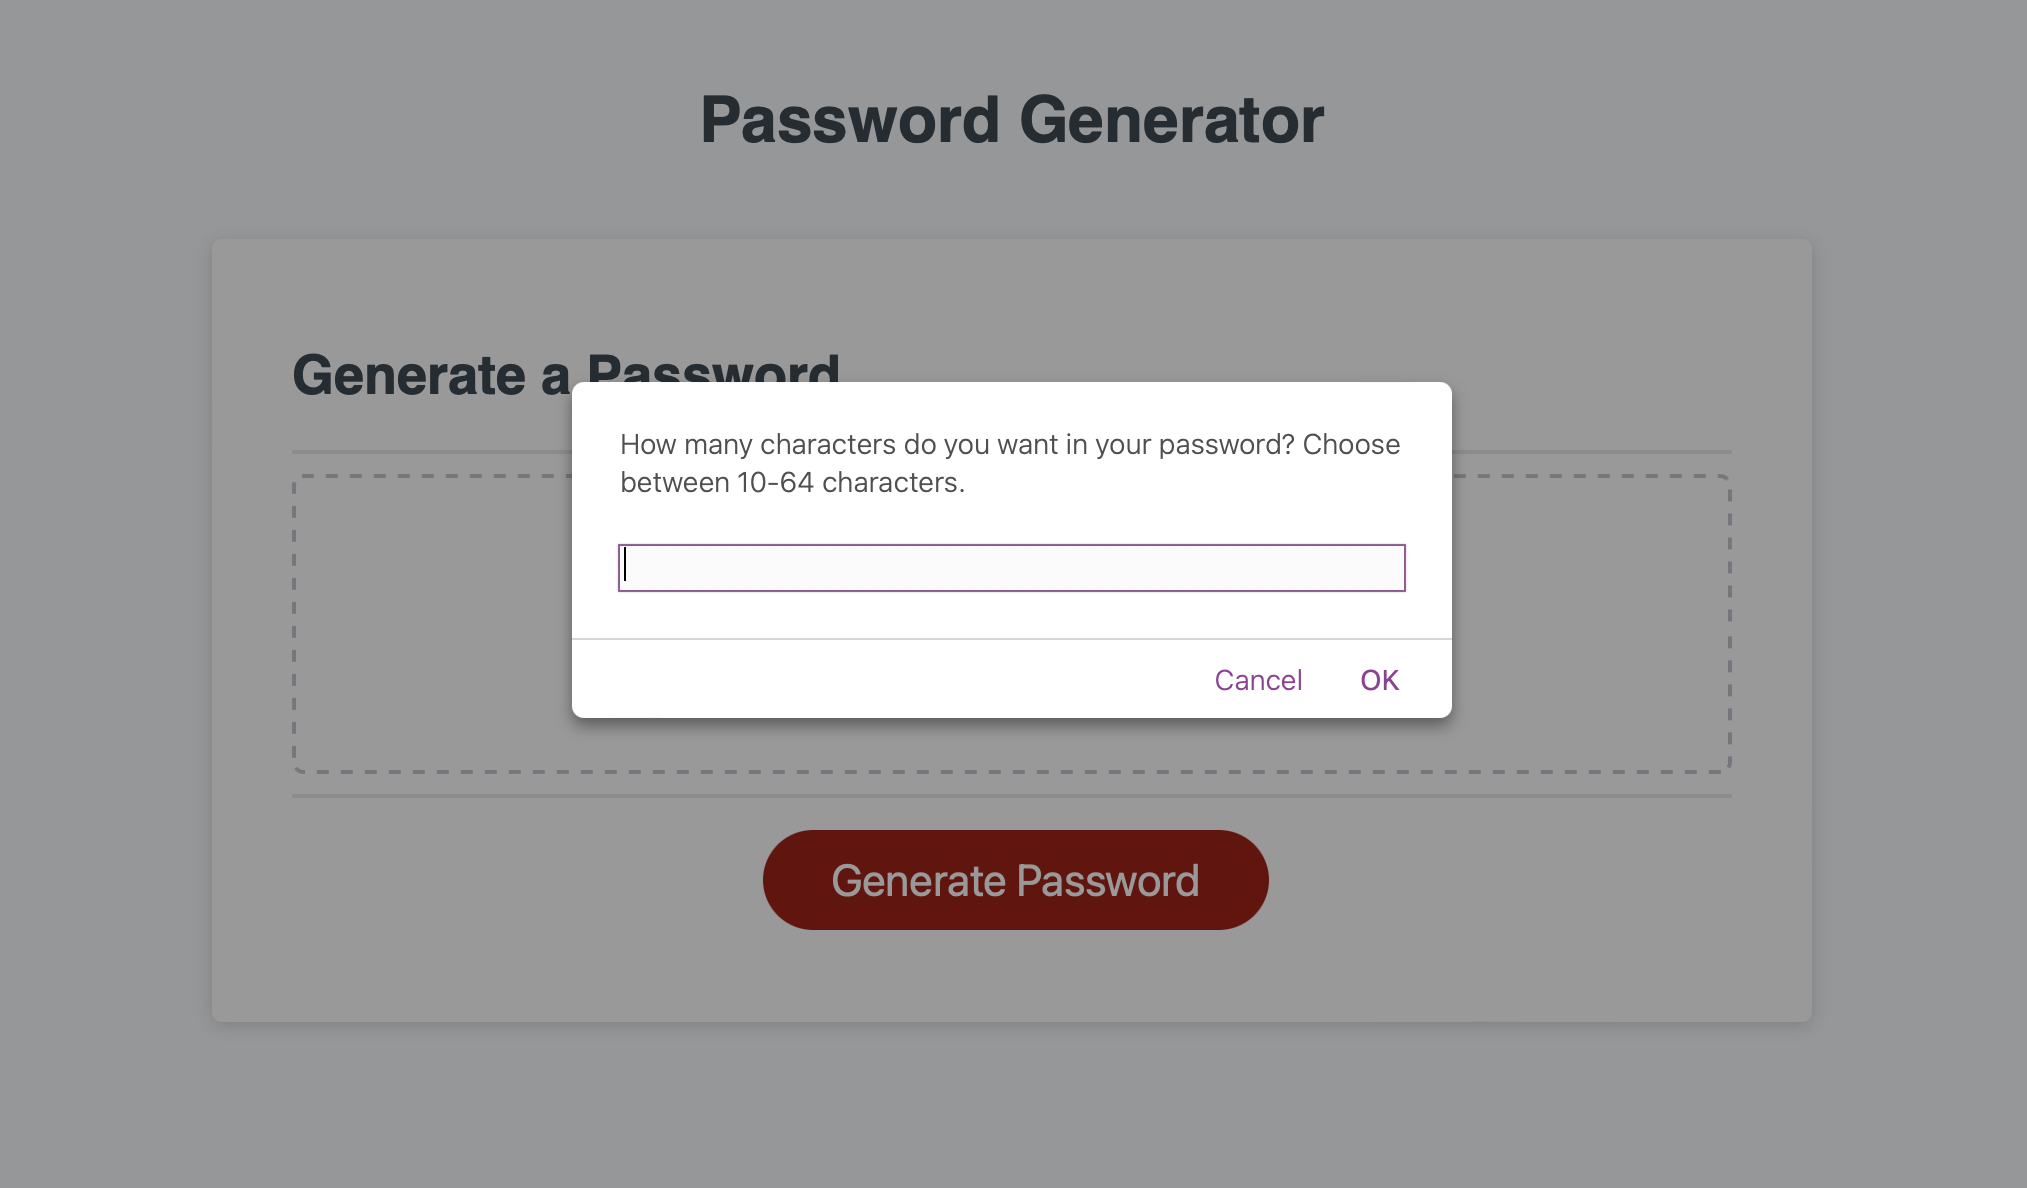 Password Generator
Generate a Password
How many characters do you want in your password? Choose
between 10-64 characters.
Cancel
OK
Generate Password